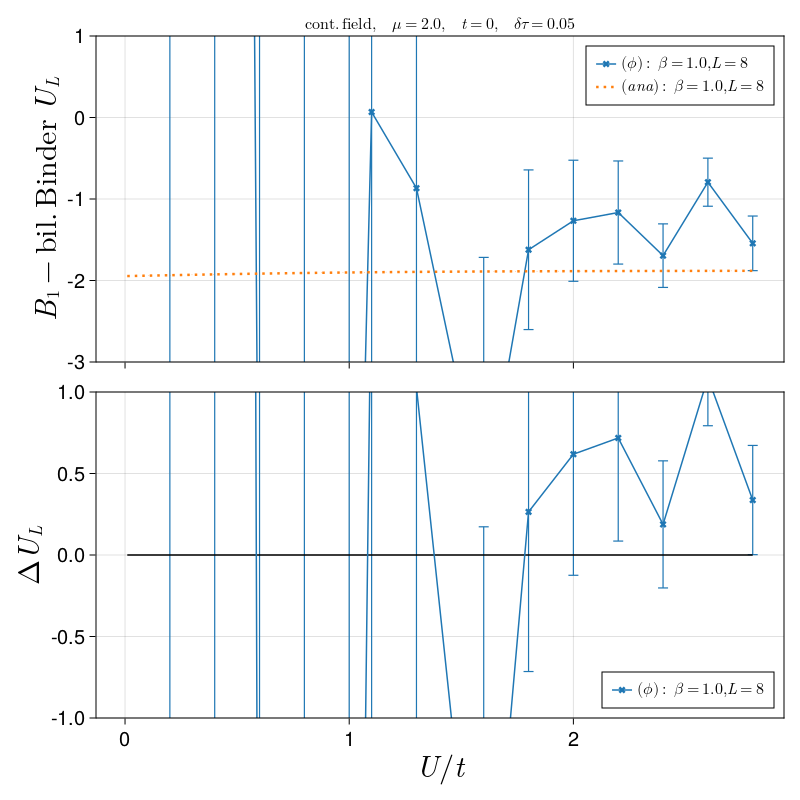 cont. field, μ = 2.0, t = 0, δτ = 0.05
B₁ − bil. Binder U_L
1
0
-1
-2
-3
(ϕ) : β = 1.0, L = 8
(ana) : β = 1.0, L = 8
Δ U_L
1.0
0.5
0.0
-0.5
-1.0
(ϕ) : β = 1.0, L = 8
0 1 2
U/t